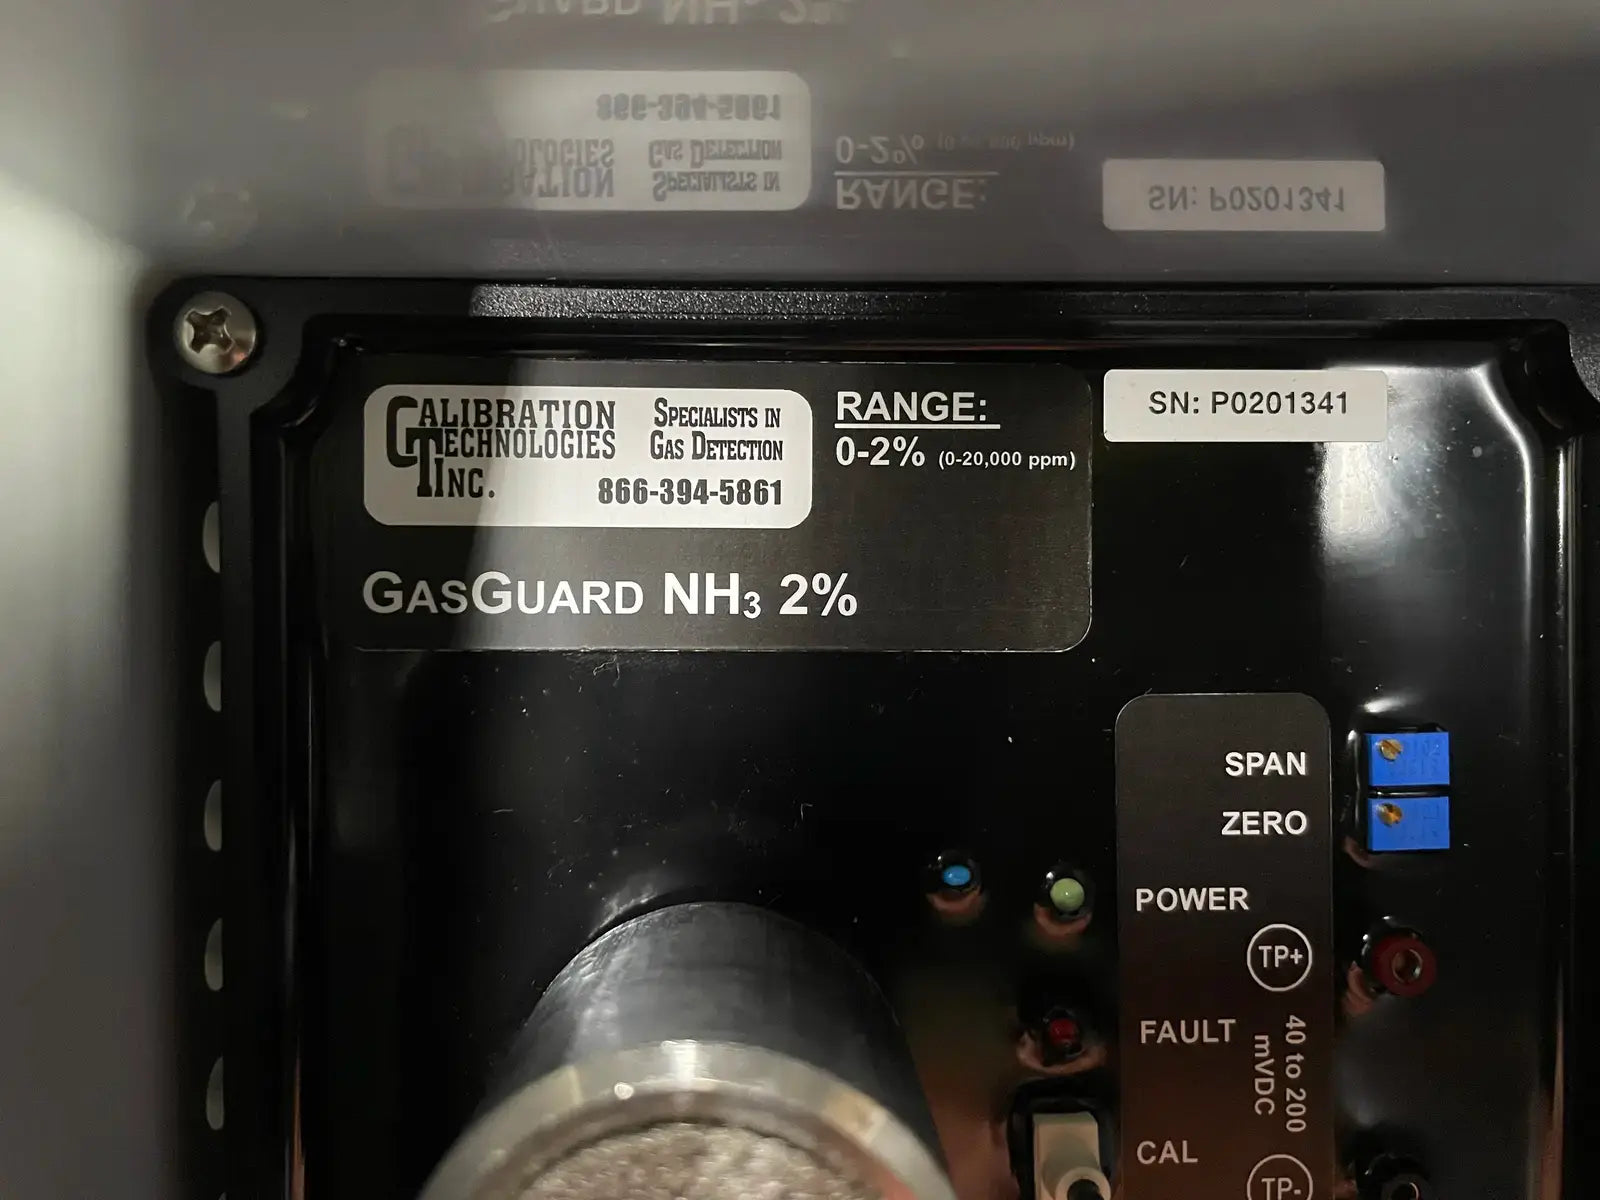 CALIBRATION
TECHNOLOGIES
INC.
SPECIALISTS IN
GAS DETECTION
866-394-5861
RANGE:
0-2% (0-20,000 ppm)
SN: P0201341
GASGUARD NH₃ 2%
SPAN
ZERO
POWER
TP+
FAULT
40 to 200
mVDC
CAL
TP-